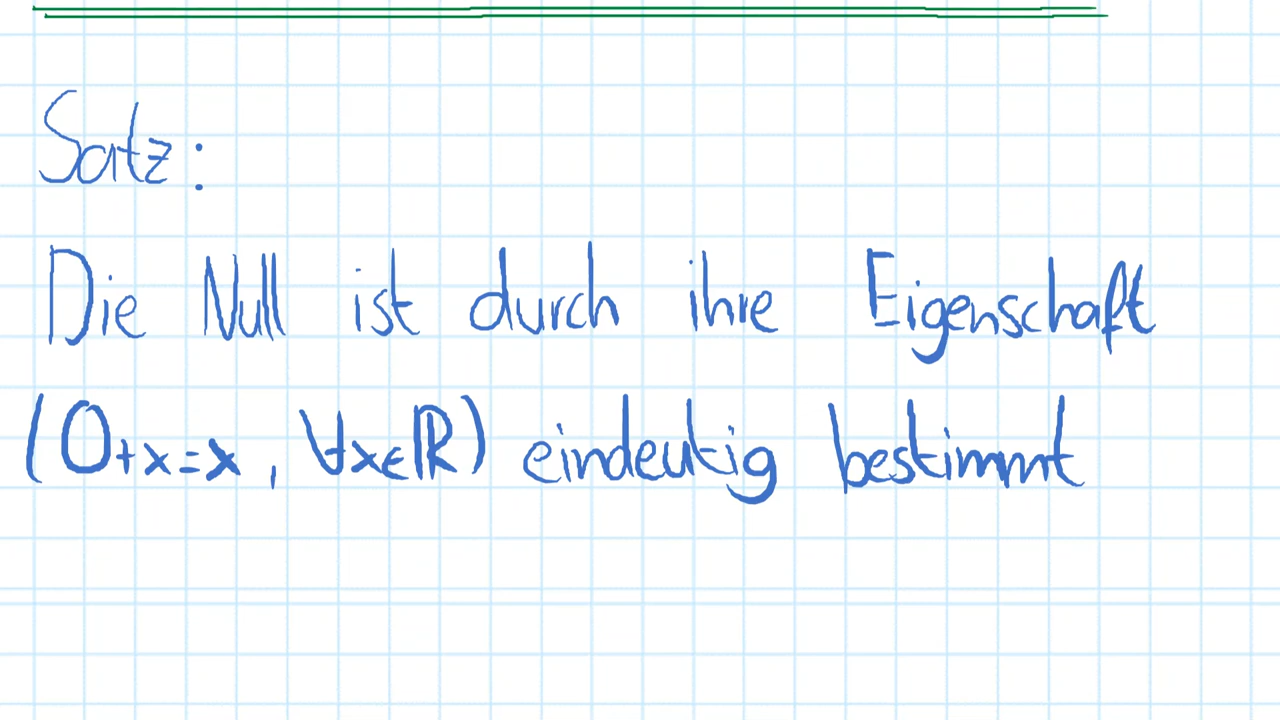 Satz:
Die Null ist durch ihre Eigenschaft
(0+x=x, ∀x∈ℝ) eindeutig bestimmt